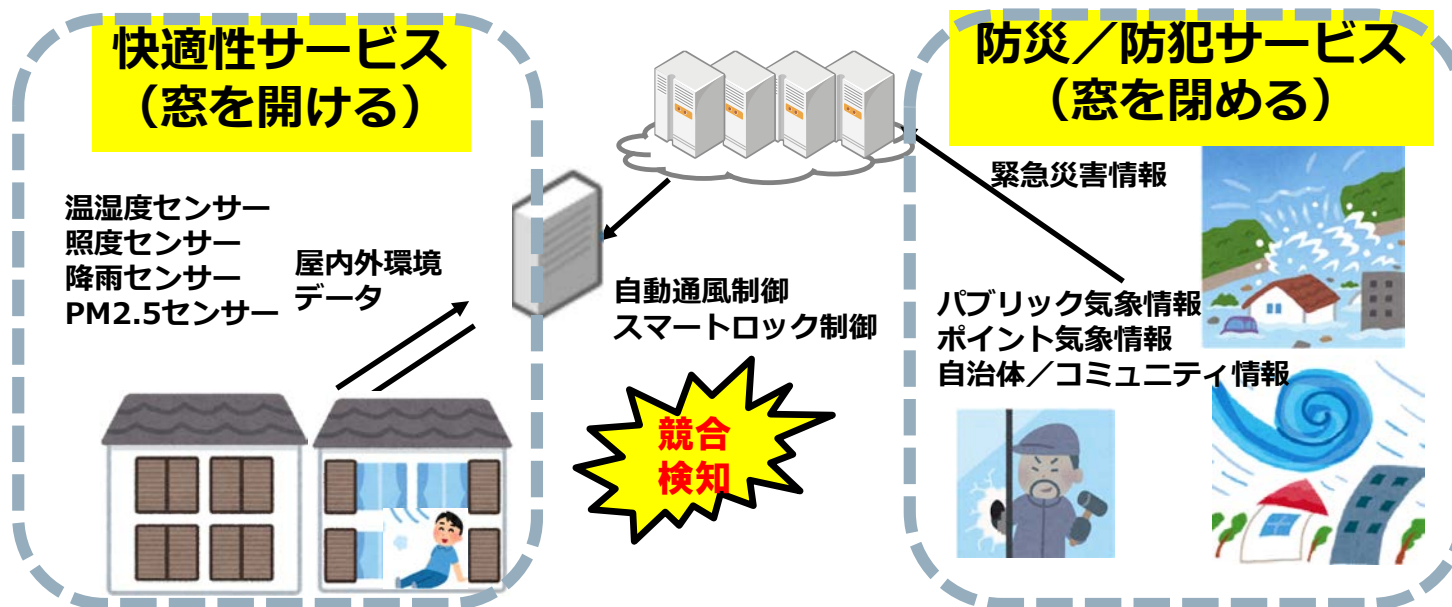 快適性サービス
（窓を開ける）
温湿度センサー
照度センサー
降雨センサー
PM2.5センサー
屋内外環境
データ
自動通風制御
スマートロック制御
競合
検知
防災／防犯サービス
（窓を閉める）
緊急災害情報
パブリック気象情報
ポイント気象情報
自治体／コミュニティ情報